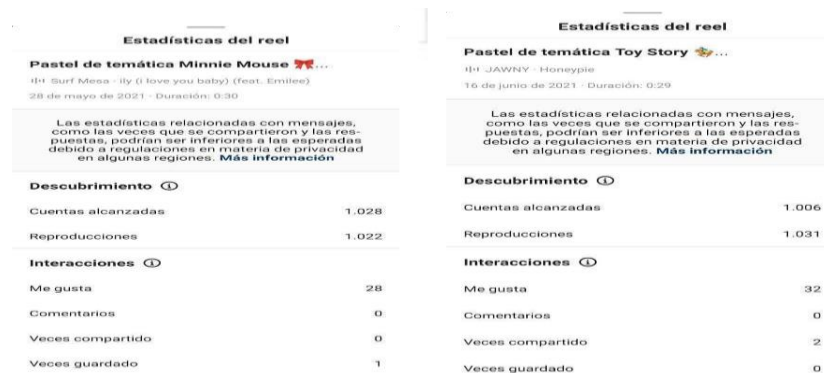 Estadísticas del reel
Pastel de temática Minnie Mouse 🎀...
Surf Mesa · ily (i love you baby) (feat. Emilee)
28 de mayo de 2021 · Duración: 0:30
Las estadísticas relacionadas con mensajes,
como las veces que se compartieron y las res-
puestas, podrían ser inferiores a las esperadas
debido a regulaciones en materia de privacidad
en algunas regiones. Más información
Descubrimiento
Cuentas alcanzadas 1.028
Reproducciones 1.022
Interacciones
Me gusta 28
Comentarios 0
Veces compartido 0
Veces guardado 1
Estadísticas del reel
Pastel de temática Toy Story ...
JAWNY · Honeypie
16 de junio de 2021 · Duración: 0:29
Las estadísticas relacionadas con mensajes,
como las veces que se compartieron y las res-
puestas, podrían ser inferiores a las esperadas
debido a regulaciones en materia de privacidad
en algunas regiones. Más información
Descubrimiento
Cuentas alcanzadas 1.006
Reproducciones 1.031
Interacciones
Me gusta 32
Comentarios 0
Veces compartido 2
Veces guardado 0